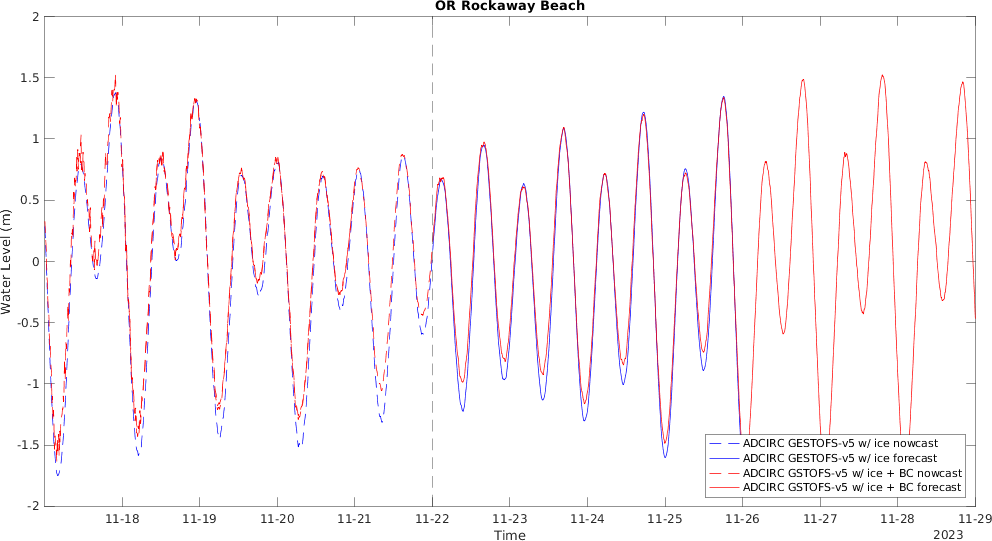 OR Rockaway Beach
2
1.5
1
0.5
0
-0.5
-1
-1.5
-2
Water Level (m)
ADCIRC GESTOFS-v5 w/ ice nowcast
ADCIRC GESTOFS-v5 w/ ice forecast
ADCIRC GSTOFS-v5 w/ ice + BC nowcast
ADCIRC GSTOFS-v5 w/ ice + BC forecast
11-18 11-19 11-20 11-21 11-22 11-23 11-24 11-25 11-26 11-27 11-28 11-29
Time
2023